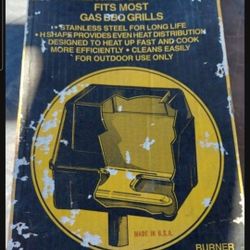 FITS MOST
GAS BBQ GRILLS
• STAINLESS STEEL FOR LONG LIFE
• H SHAPE PROVIDES EVEN HEAT DISTRIBUTION
DESIGNED TO HEAT UP FAST AND COOK
MORE EFFICIENTLY • CLEANS EASILY
FOR OUTDOOR USE ONLY
MADE IN U.S.A.
BURNER